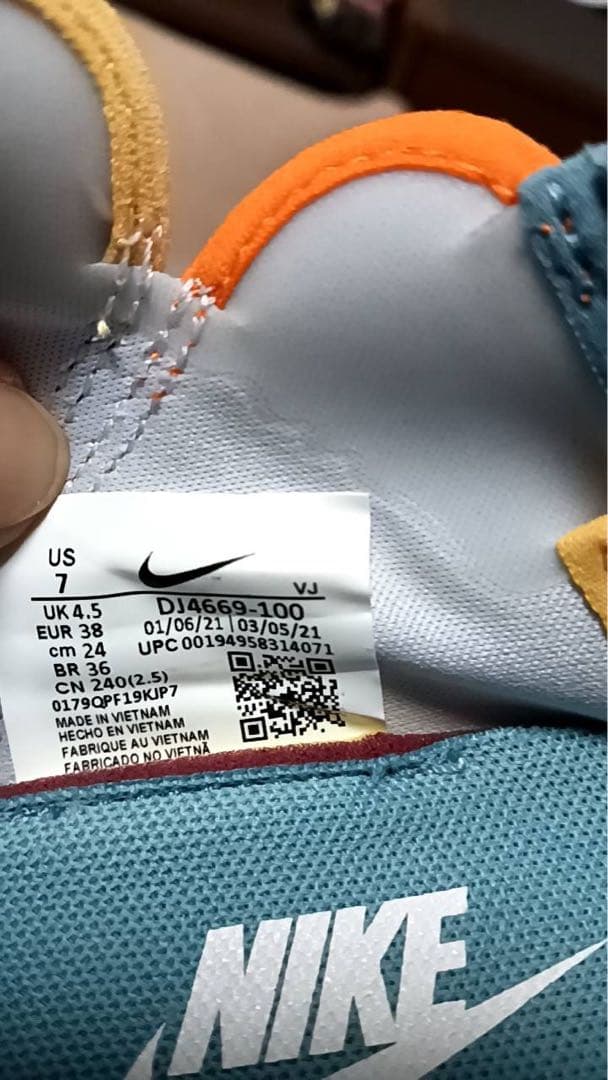 US
7
VJ
UK 4.5
DJ4669-100
EUR 38
01/06/21 | 03/05/21
cm 24
UPC 00194958314071
BR 36
CN 240(2.5)
0179QPF19KJP7
MADE IN VIETNAM
HECHO EN VIETNAM
FABRIQUE AU VIETNAM
FABRICADO NO VIETNÃ
NIKE